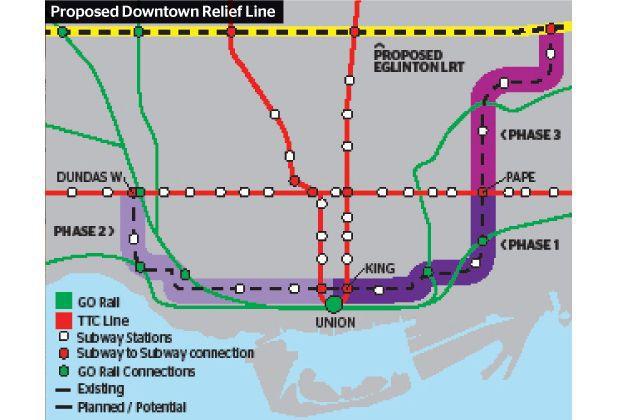 Proposed Downtown Relief Line
PROPOSED
EGLINTON LRT
PHASE 3
DUNDAS W
PAPE
PHASE 2
PHASE 1
KING
UNION
GO Rail
TTC Line
Subway Stations
Subway to Subway connection
GO Rail Connections
Existing
Planned / Potential